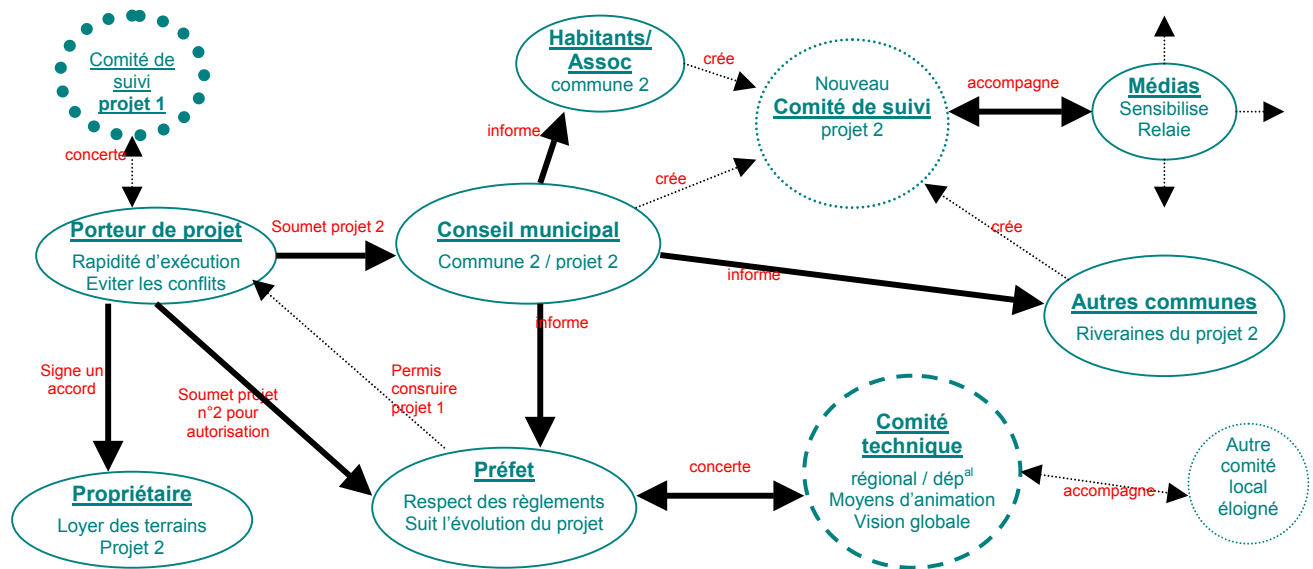 Comité de
suivi
projet 1
concerte
Habitants/
Assoc
commune 2
crée
Nouveau
Comité de suivi
projet 2
accompagne
Médias
Sensibilise
Relaie
informe
crée
Porteur de projet
Rapidité d'exécution
Eviter les conflits
Soumet projet 2
Conseil municipal
Commune 2 / projet 2
informe
crée
Autres communes
Riveraines du projet 2
informe
Signe un
accord
Soumet projet
n°2 pour
autorisation
Permis
consruire
projet 1
Propriétaire
Loyer des terrains
Projet 2
Préfet
Respect des règlements
Suit l'évolution du projet
concerte
Comité
technique
régional / dépal
Moyens d'animation
Vision globale
accompagne
Autre
comité
local
éloigné